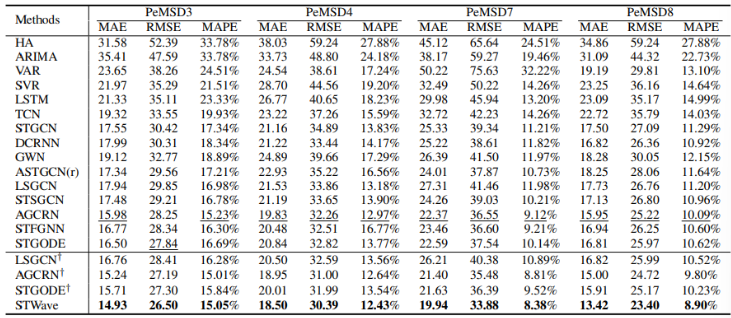 Methods PeMSD3 PeMSD4 PeMSD7 PeMSD8
MAE RMSE MAPE MAE RMSE MAPE MAE RMSE MAPE MAE RMSE MAPE
HA 31.58 52.39 33.78% 38.03 59.24 27.88% 45.12 65.64 24.51% 34.86 59.24 27.88%
ARIMA 35.41 47.59 33.78% 33.73 48.80 24.18% 38.17 59.27 19.46% 31.09 44.32 22.73%
VAR 23.65 38.26 24.51% 24.54 38.61 17.24% 50.22 75.63 32.22% 19.19 29.81 13.10%
SVR 21.97 35.29 21.51% 28.70 44.56 19.20% 32.49 50.22 14.26% 23.25 36.16 14.64%
LSTM 21.33 35.11 23.33% 26.77 40.65 18.23% 29.98 45.94 13.20% 23.09 35.17 14.99%
TCN 19.32 33.55 19.93% 23.22 37.26 15.59% 32.72 42.23 14.26% 22.72 35.79 14.03%
STGCN 17.55 30.42 17.34% 21.16 34.89 13.83% 25.33 39.34 11.21% 17.50 27.09 11.29%
DCRNN 17.99 30.31 18.34% 21.22 33.44 14.17% 25.22 38.61 11.82% 16.82 26.36 10.92%
GWN 19.12 32.77 18.89% 24.89 39.66 17.29% 26.39 41.50 11.97% 18.28 30.05 12.15%
ASTGCN(r) 17.34 29.56 17.21% 22.93 35.22 16.56% 24.01 37.87 10.73% 18.25 28.06 11.64%
LSGCN 17.94 29.85 16.98% 21.53 33.86 13.18% 27.31 41.46 11.98% 17.73 26.76 11.20%
STSGCN 17.48 29.21 16.78% 21.19 33.65 13.90% 24.26 39.03 10.21% 17.13 26.80 10.96%
AGCRN 15.98 28.25 15.23% 19.83 32.26 12.97% 22.37 36.55 9.12% 15.95 25.22 10.09%
STFGNN 16.77 28.34 16.30% 20.48 32.51 16.77% 23.46 36.60 9.21% 16.94 26.25 10.60%
STGODE 16.50 27.84 16.69% 20.84 32.82 13.77% 22.59 37.54 10.14% 16.81 25.97 10.62%
LSGCN† 16.76 28.41 16.28% 20.50 32.59 13.56% 26.21 40.38 10.89% 16.82 25.99 10.52%
AGCRN† 15.24 27.19 15.01% 18.95 31.00 12.64% 21.40 35.48 8.81% 15.00 24.72 9.80%
STGODE† 15.71 27.30 15.84% 20.01 31.99 13.54% 21.63 36.39 9.52% 15.91 25.17 10.23%
STWave 14.93 26.50 15.05% 18.50 30.39 12.43% 19.94 33.88 8.38% 13.42 23.40 8.90%